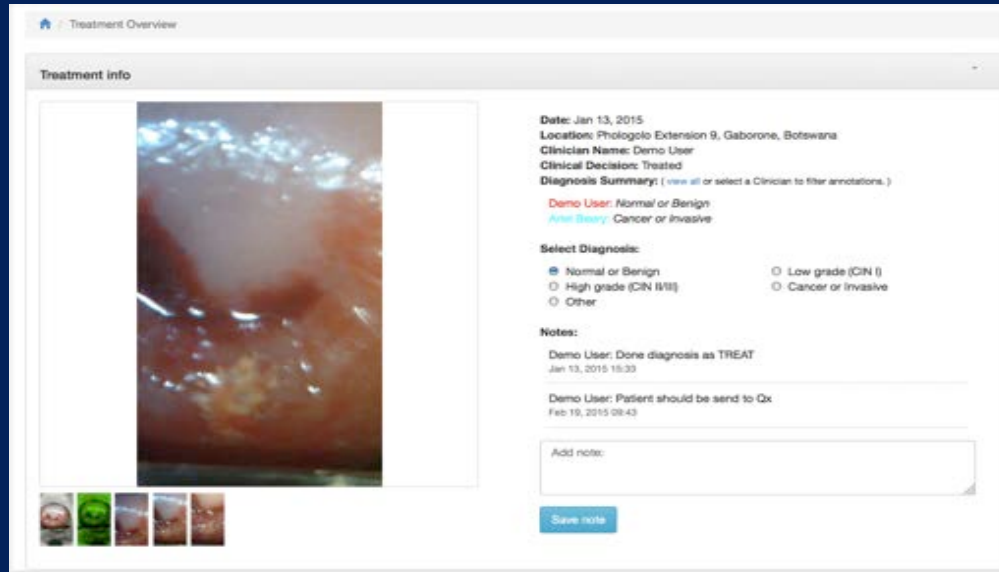 / Treatment Overview
Treatment info
Date: Jan 13, 2015
Location: Phologolo Extension 9, Gaborone, Botswana
Clinician Name: Demo User
Clinical Decision: Treated
Diagnosis Summary: ( view all or select a Clinician to filter annotations. )
Demo User: Normal or Benign
Ariel Beery: Cancer or Invasive
Select Diagnosis:
Normal or Benign
Low grade (CIN I)
High grade (CIN II/III)
Cancer or Invasive
Other
Notes:
Demo User: Done diagnosis as TREAT
Jan 13, 2015 15:33
Demo User: Patient should be send to Qx
Feb 19, 2015 09:43
Add note:
Save note